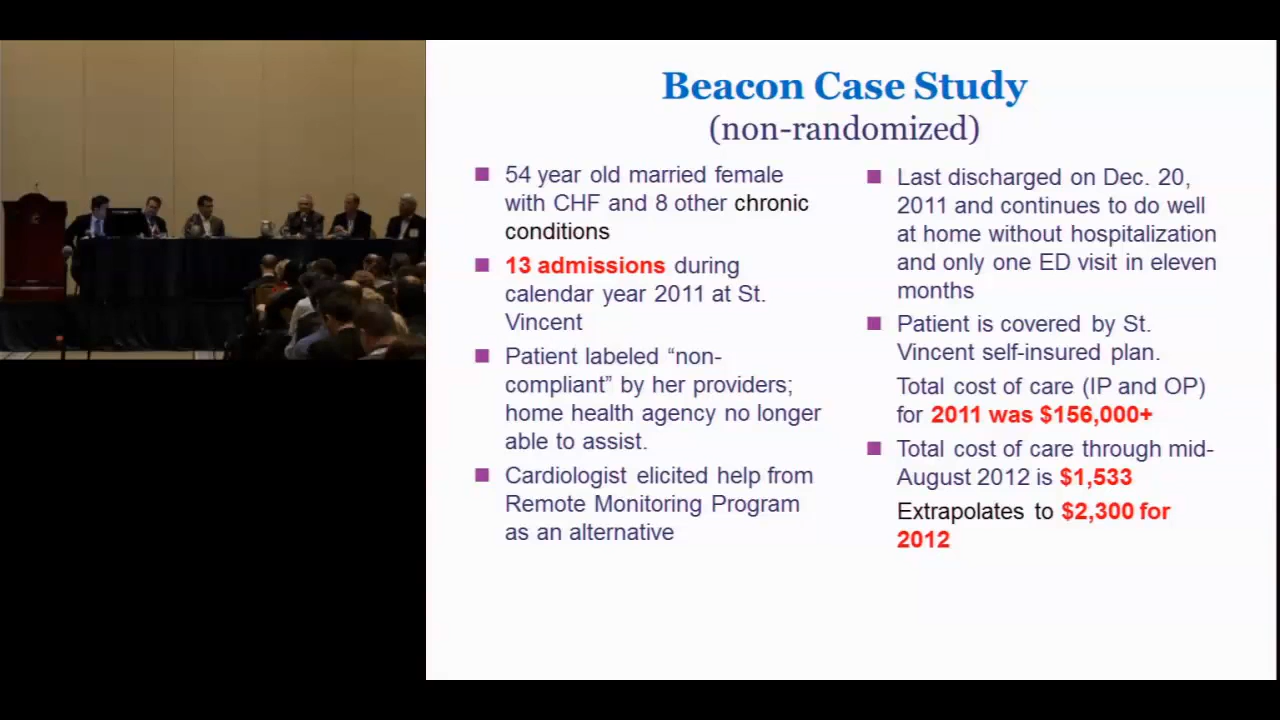 Beacon Case Study
(non-randomized)
54 year old married female
with CHF and 8 other chronic
conditions
13 admissions during
calendar year 2011 at St.
Vincent
Patient labeled “non-
compliant” by her providers;
home health agency no longer
able to assist.
Cardiologist elicited help from
Remote Monitoring Program
as an alternative
Last discharged on Dec. 20,
2011 and continues to do well
at home without hospitalization
and only one ED visit in eleven
months
Patient is covered by St.
Vincent self-insured plan.
Total cost of care (IP and OP)
for 2011 was $156,000+
Total cost of care through mid-
August 2012 is $1,533
Extrapolates to $2,300 for
2012